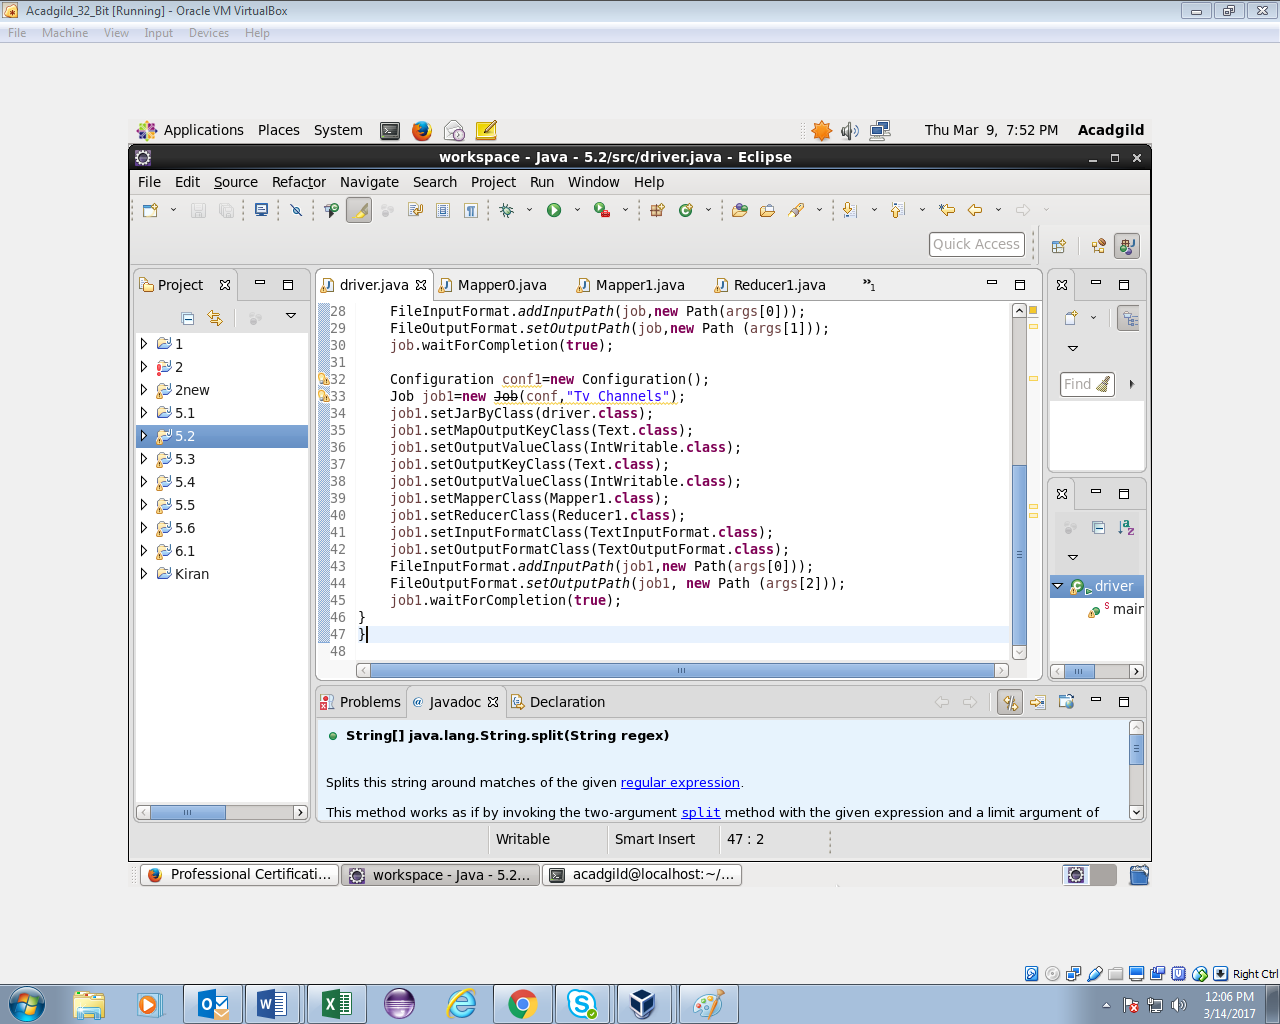 Acadgild_32_Bit [Running] - Oracle VM VirtualBox
File Machine View Input Devices Help
Applications Places System Thu Mar 9, 7:52 PM Acadgild
workspace - Java - 5.2/src/driver.java - Eclipse
File Edit Source Refactor Navigate Search Project Run Window Help
Quick Access
Project driver.java Mapper0.java Mapper1.java Reducer1.java »1
1
2
2new
5.1
5.2
5.3
5.4
5.5
5.6
6.1
Kiran
28 FileInputFormat.addInputPath(job,new Path(args[0]));
29 FileOutputFormat.setOutputPath(job,new Path (args[1]));
30 job.waitForCompletion(true);
31
32 Configuration conf1=new Configuration();
33 Job job1=new Job(conf,"Tv Channels");
34 job1.setJarByClass(driver.class);
35 job1.setMapOutputKeyClass(Text.class);
36 job1.setOutputValueClass(IntWritable.class);
37 job1.setOutputKeyClass(Text.class);
38 job1.setOutputValueClass(IntWritable.class);
39 job1.setMapperClass(Mapper1.class);
40 job1.setReducerClass(Reducer1.class);
41 job1.setInputFormatClass(TextInputFormat.class);
42 job1.setOutputFormatClass(TextOutputFormat.class);
43 FileInputFormat.addInputPath(job1,new Path(args[0]));
44 FileOutputFormat.setOutputPath(job1, new Path (args[2]));
45 job1.waitForCompletion(true);
46 }
47 }
48
Find
driver
S main
Problems @ Javadoc Declaration
String[] java.lang.String.split(String regex)
Splits this string around matches of the given regular expression.
This method works as if by invoking the two-argument split method with the given expression and a limit argument of
Writable Smart Insert 47 : 2
Professional Certificati... workspace - Java - 5.2... acadgild@localhost:~/...
Right Ctrl
12:06 PM
3/14/2017